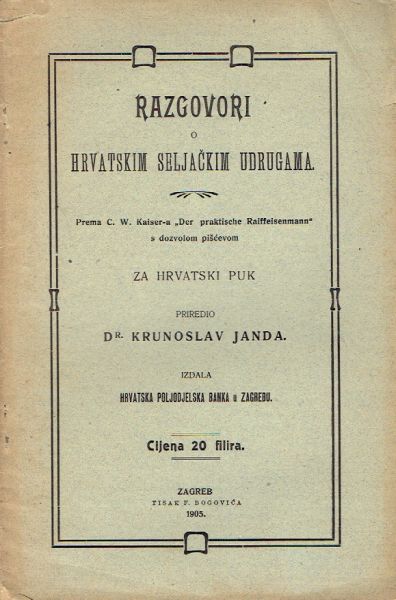 RAZGOVORI
O
HRVATSKIM SELJAČKIM UDRUGAMA.
Prema C. W. Kaiser-a „Der praktische Raiffeisenmann“
s dozvolom piščevom
ZA HRVATSKI PUK
PRIREDIO
DR. KRUNOSLAV JANDA.
IZDALA
HRVATSKA POLJODJELSKA BANKA u ZAGREBU.
Cijena 20 filira.
ZAGREB
TISAK F. BOGOVIĆA
1905.